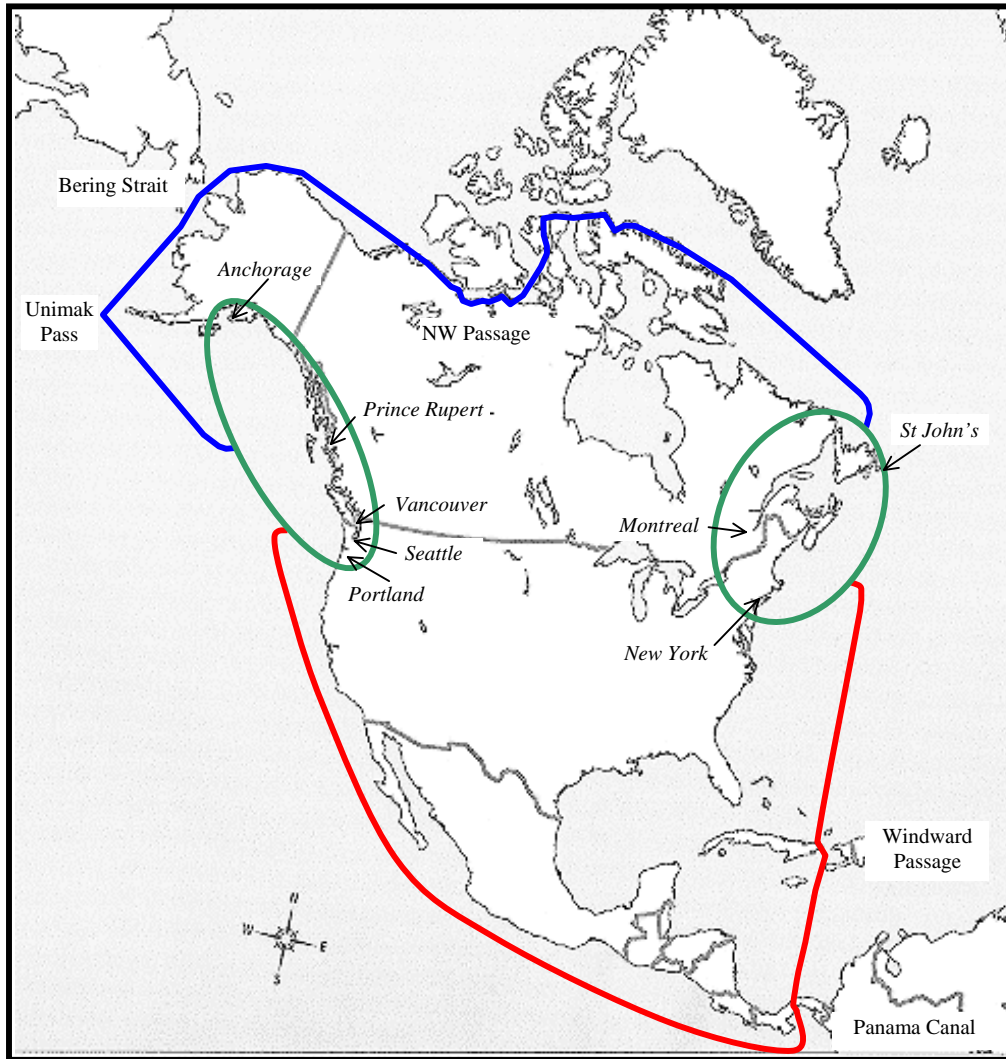 Bering Strait
Anchorage
Unimak
Pass
NW Passage
Prince Rupert
St John's
Vancouver
Montreal
Seattle
Portland
New York
Windward
Passage
N
W
E
S
Panama Canal